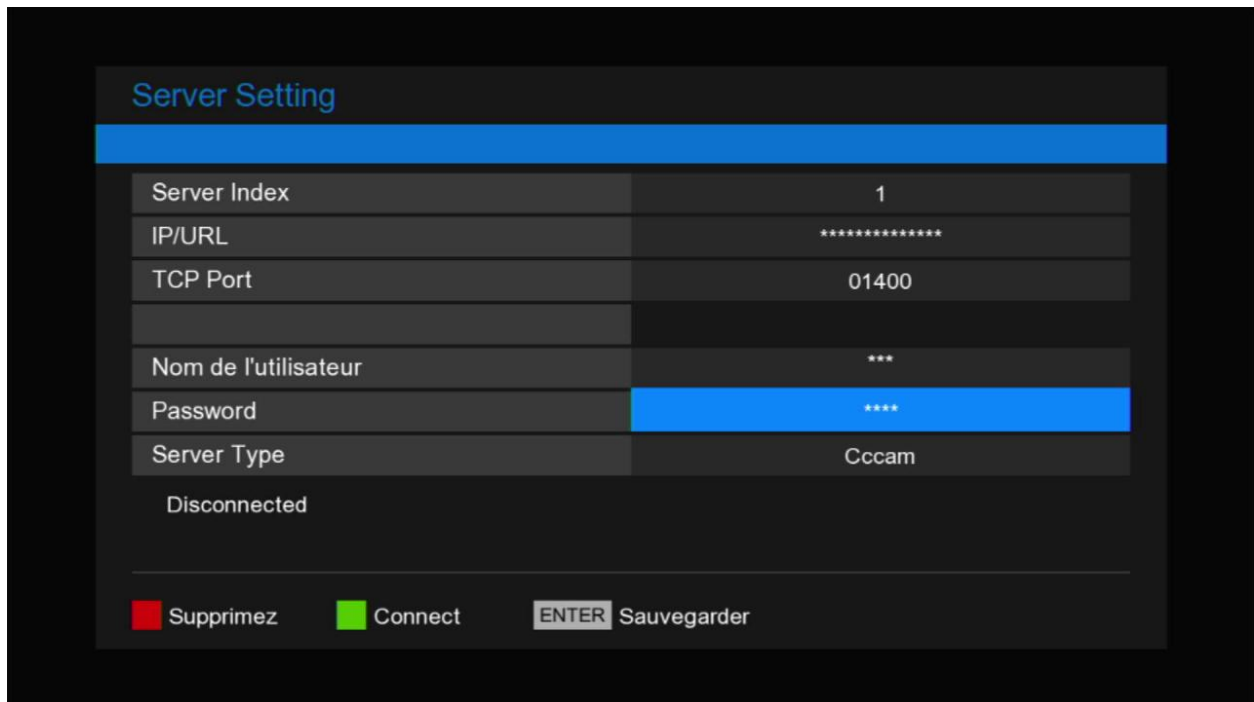 Server Setting
Server Index 1
IP/URL **************
TCP Port 01400
Nom de l'utilisateur ***
Password ****
Server Type Cccam
Disconnected
Supprimez Connect ENTER Sauvegarder